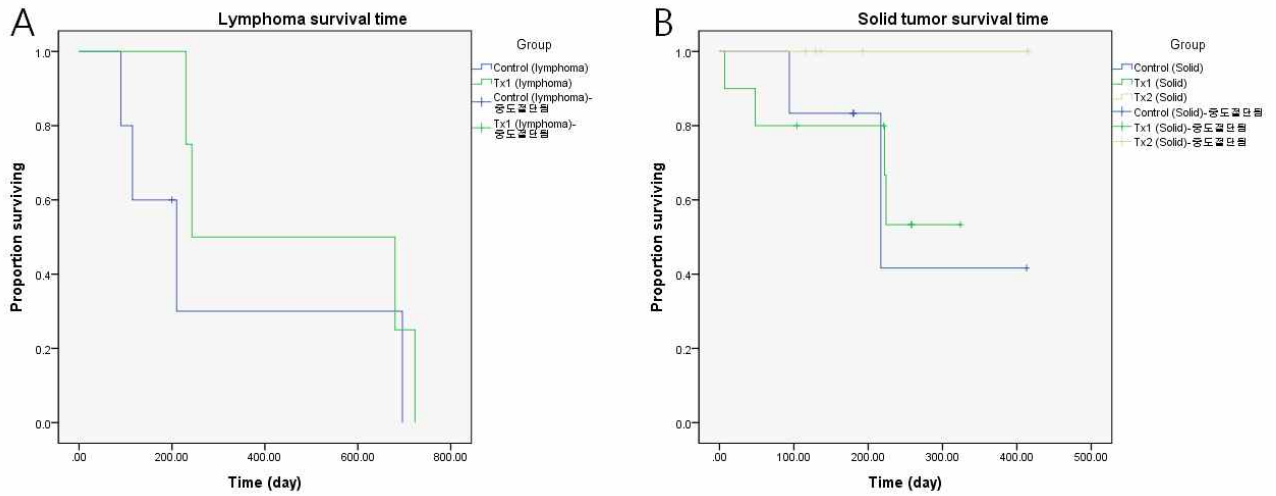 A
Lymphoma survival time
Group
Control (lymphoma)
Tx1 (lymphoma)
Control (lymphoma)-
중도절단됨
Tx1 (lymphoma)-
중도절단됨
1.0
0.8
0.6
0.4
0.2
0.0
Proportion surviving
.00
200.00
400.00
600.00
800.00
Time (day)
B
Solid tumor survival time
Group
Control (Solid)
Tx1 (Solid)
Tx2 (Solid)
Control (Solid)-중도절단됨
Tx1 (Solid)-중도절단됨
Tx2 (Solid)-중도절단됨
1.0
0.8
0.6
0.4
0.2
0.0
Proportion surviving
.00
100.00
200.00
300.00
400.00
500.00
Time (day)